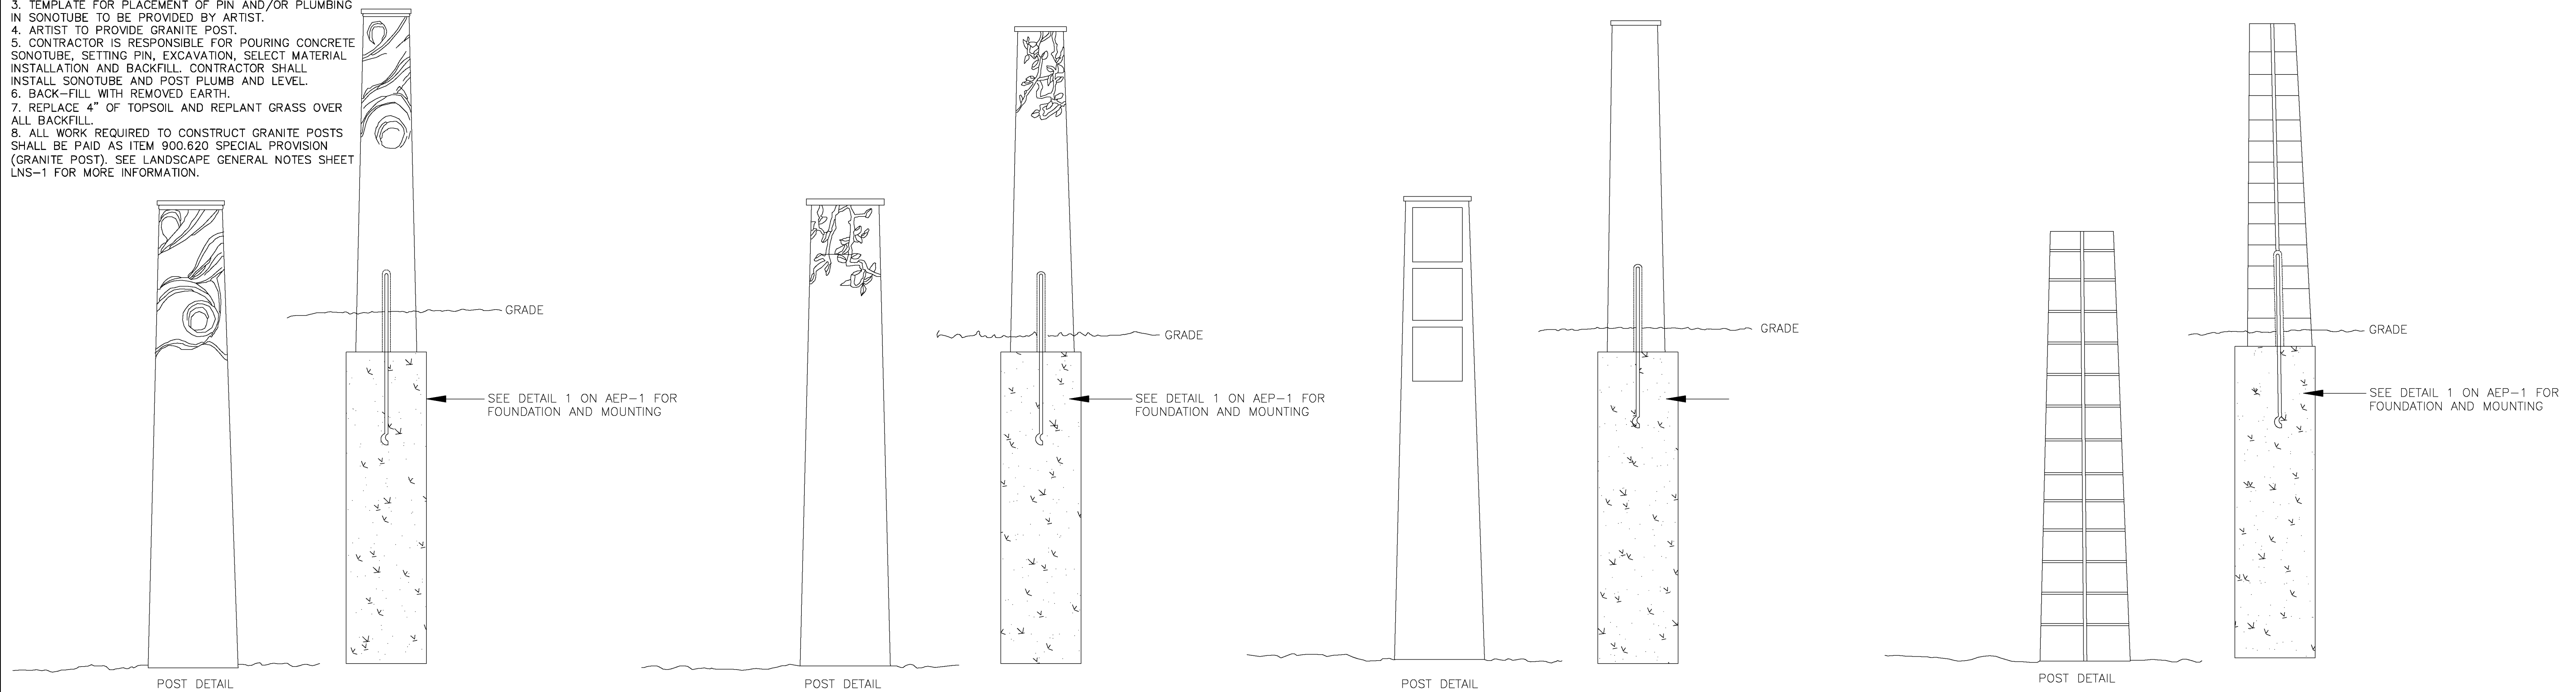 3. TEMPLATE FOR PLACEMENT OF PIN AND/OR PLUMBING
IN SONOTUBE TO BE PROVIDED BY ARTIST.
4. ARTIST TO PROVIDE GRANITE POST.
5. CONTRACTOR IS RESPONSIBLE FOR POURING CONCRETE
SONOTUBE, SETTING PIN, EXCAVATION, SELECT MATERIAL
INSTALLATION AND BACKFILL. CONTRACTOR SHALL
INSTALL SONOTUBE AND POST PLUMB AND LEVEL.
6. BACK-FILL WITH REMOVED EARTH.
7. REPLACE 4" OF TOPSOIL AND REPLANT GRASS OVER
ALL BACKFILL.
8. ALL WORK REQUIRED TO CONSTRUCT GRANITE POSTS
SHALL BE PAID AS ITEM 900.620 SPECIAL PROVISION
(GRANITE POST). SEE LANDSCAPE GENERAL NOTES SHEET
LNS-1 FOR MORE INFORMATION.
GRADE
SEE DETAIL 1 ON AEP-1 FOR
FOUNDATION AND MOUNTING
POST DETAIL
GRADE
SEE DETAIL 1 ON AEP-1 FOR
FOUNDATION AND MOUNTING
POST DETAIL
GRADE
POST DETAIL
GRADE
SEE DETAIL 1 ON AEP-1 FOR
FOUNDATION AND MOUNTING
POST DETAIL